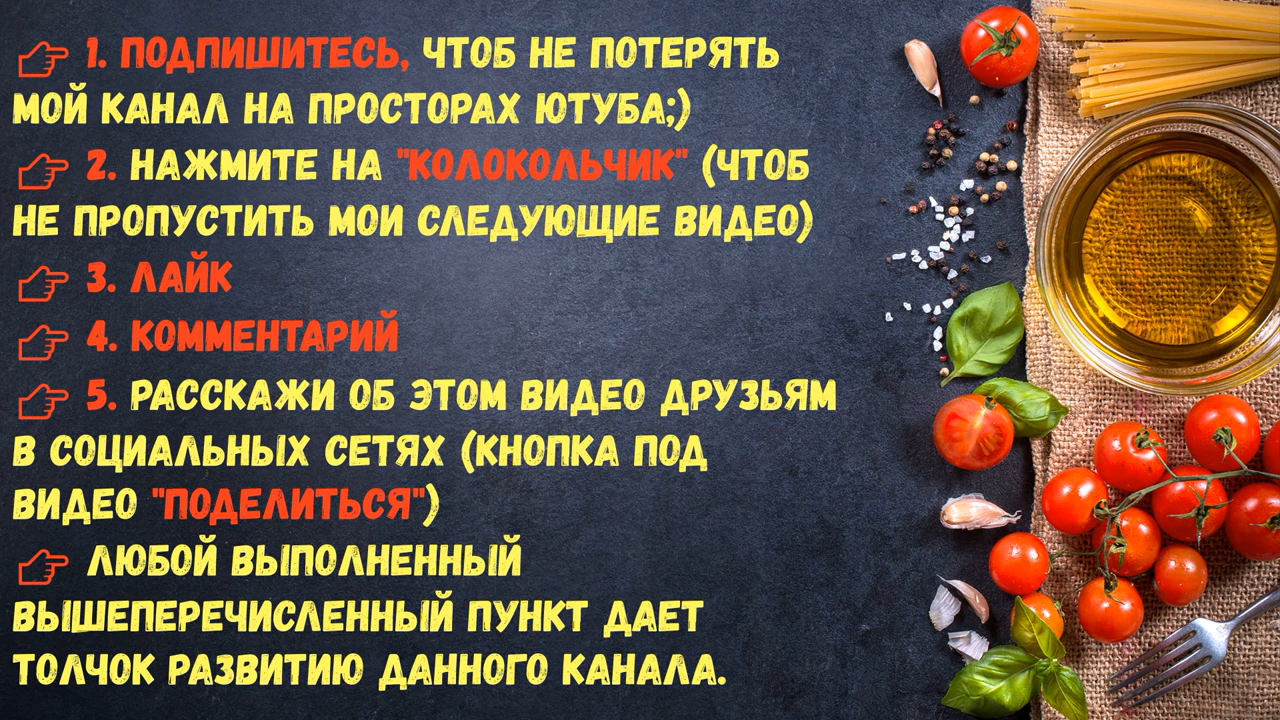 1. ПОДПИШИТЕСЬ, ЧТОБ НЕ ПОТЕРЯТЬ
МОЙ КАНАЛ НА ПРОСТОРАХ ЮТУБА;)
2. НАЖМИТЕ НА "КОЛОКОЛЬЧИК" (ЧТОБ
НЕ ПРОПУСТИТЬ МОИ СЛЕДУЮЩИЕ ВИДЕО)
3. ЛАЙК
4. КОММЕНТАРИЙ
5. РАССКАЖИ ОБ ЭТОМ ВИДЕО ДРУЗЬЯМ
В СОЦИАЛЬНЫХ СЕТЯХ (КНОПКА ПОД
ВИДЕО "ПОДЕЛИТЬСЯ")
ЛЮБОЙ ВЫПОЛНЕННЫЙ
ВЫШЕПЕРЕЧИСЛЕННЫЙ ПУНКТ ДАЕТ
ТОЛЧОК РАЗВИТИЮ ДАННОГО КАНАЛА.